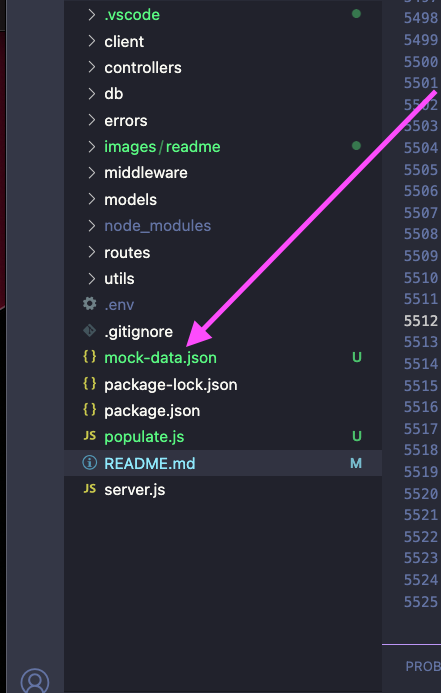 .vscode
client
controllers
db
errors
images/readme
middleware
models
node_modules
routes
utils
.env
.gitignore
{} mock-data.json U
{} package-lock.json
{} package.json
JS populate.js U
README.md M
JS server.js
5498
5499
5500
5501
5502
5503
5504
5505
5506
5507
5508
5509
5510
5511
5512
5513
5514
5515
5516
5517
5518
5519
5520
5521
5522
5523
5524
5525
PROB